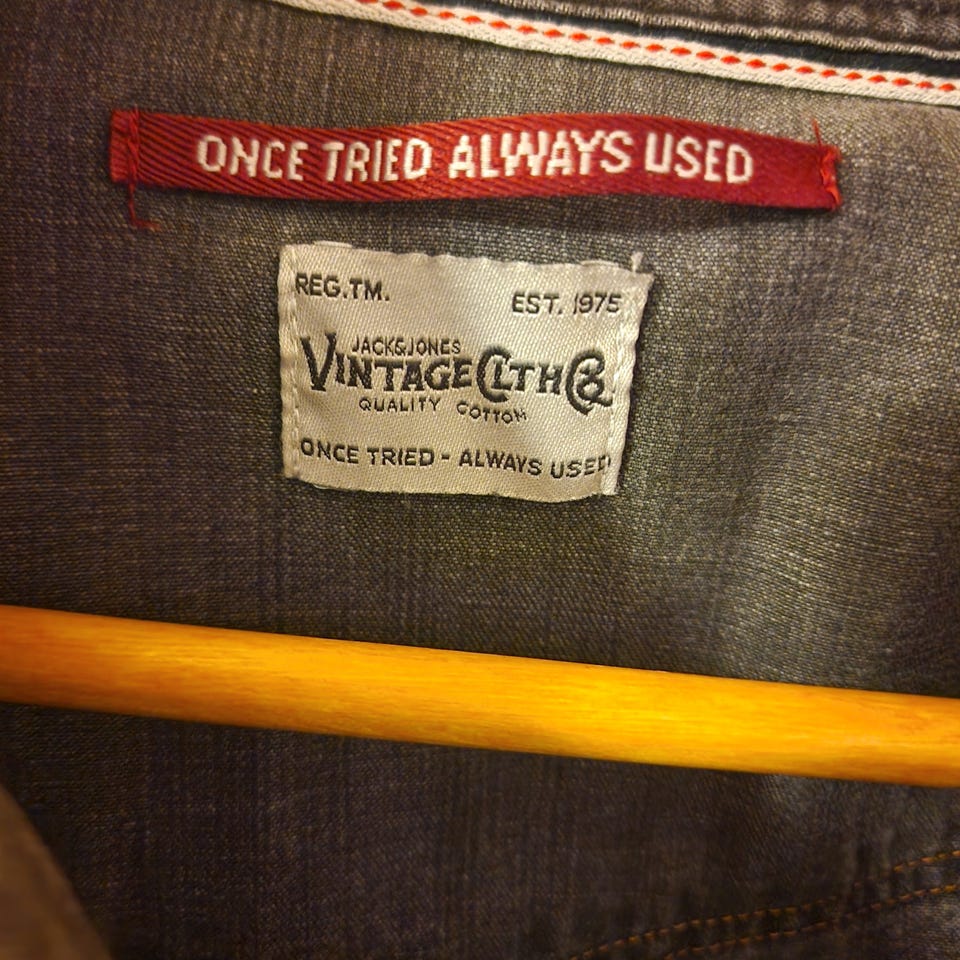 ONCE TRIED ALWAYS USED
REG.TM. EST. 1975
JACK&JONES
VINTAGE CLTH CO
QUALITY COTTON
ONCE TRIED - ALWAYS USED